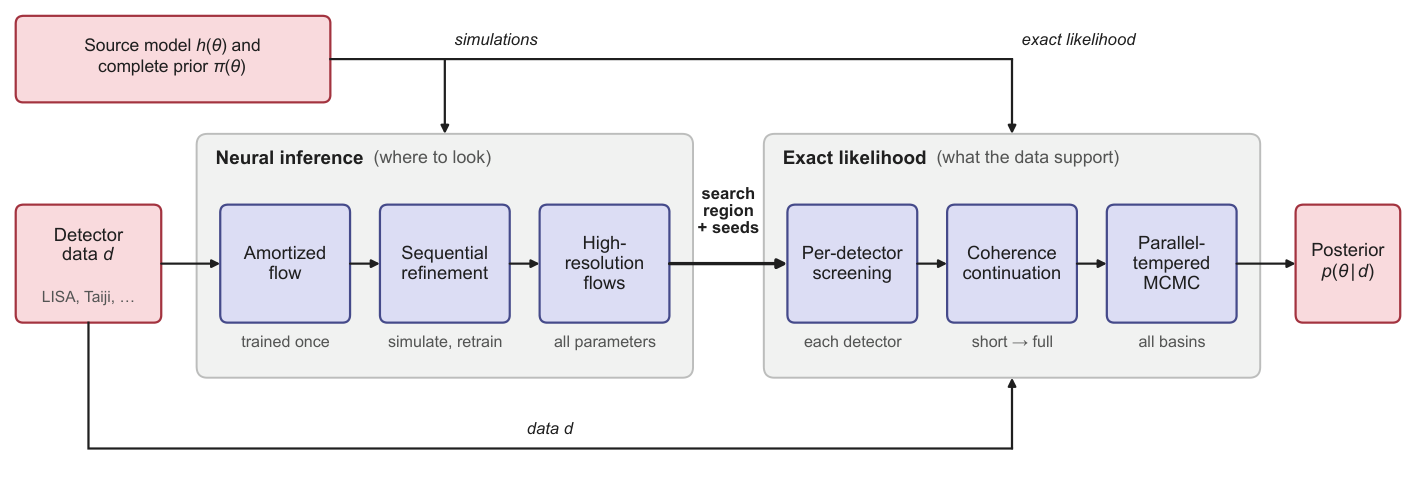 Source model h(θ) and
complete prior π(θ)
simulations
exact likelihood
Neural inference (where to look)
Exact likelihood (what the data support)
search
region
+ seeds
Detector
data d
LISA, Taiji, …
Amortized
flow
trained once
Sequential
refinement
simulate, retrain
High-
resolution
flows
all parameters
Per-detector
screening
each detector
Coherence
continuation
short → full
Parallel-
tempered
MCMC
all basins
Posterior
p(θ | d)
data d